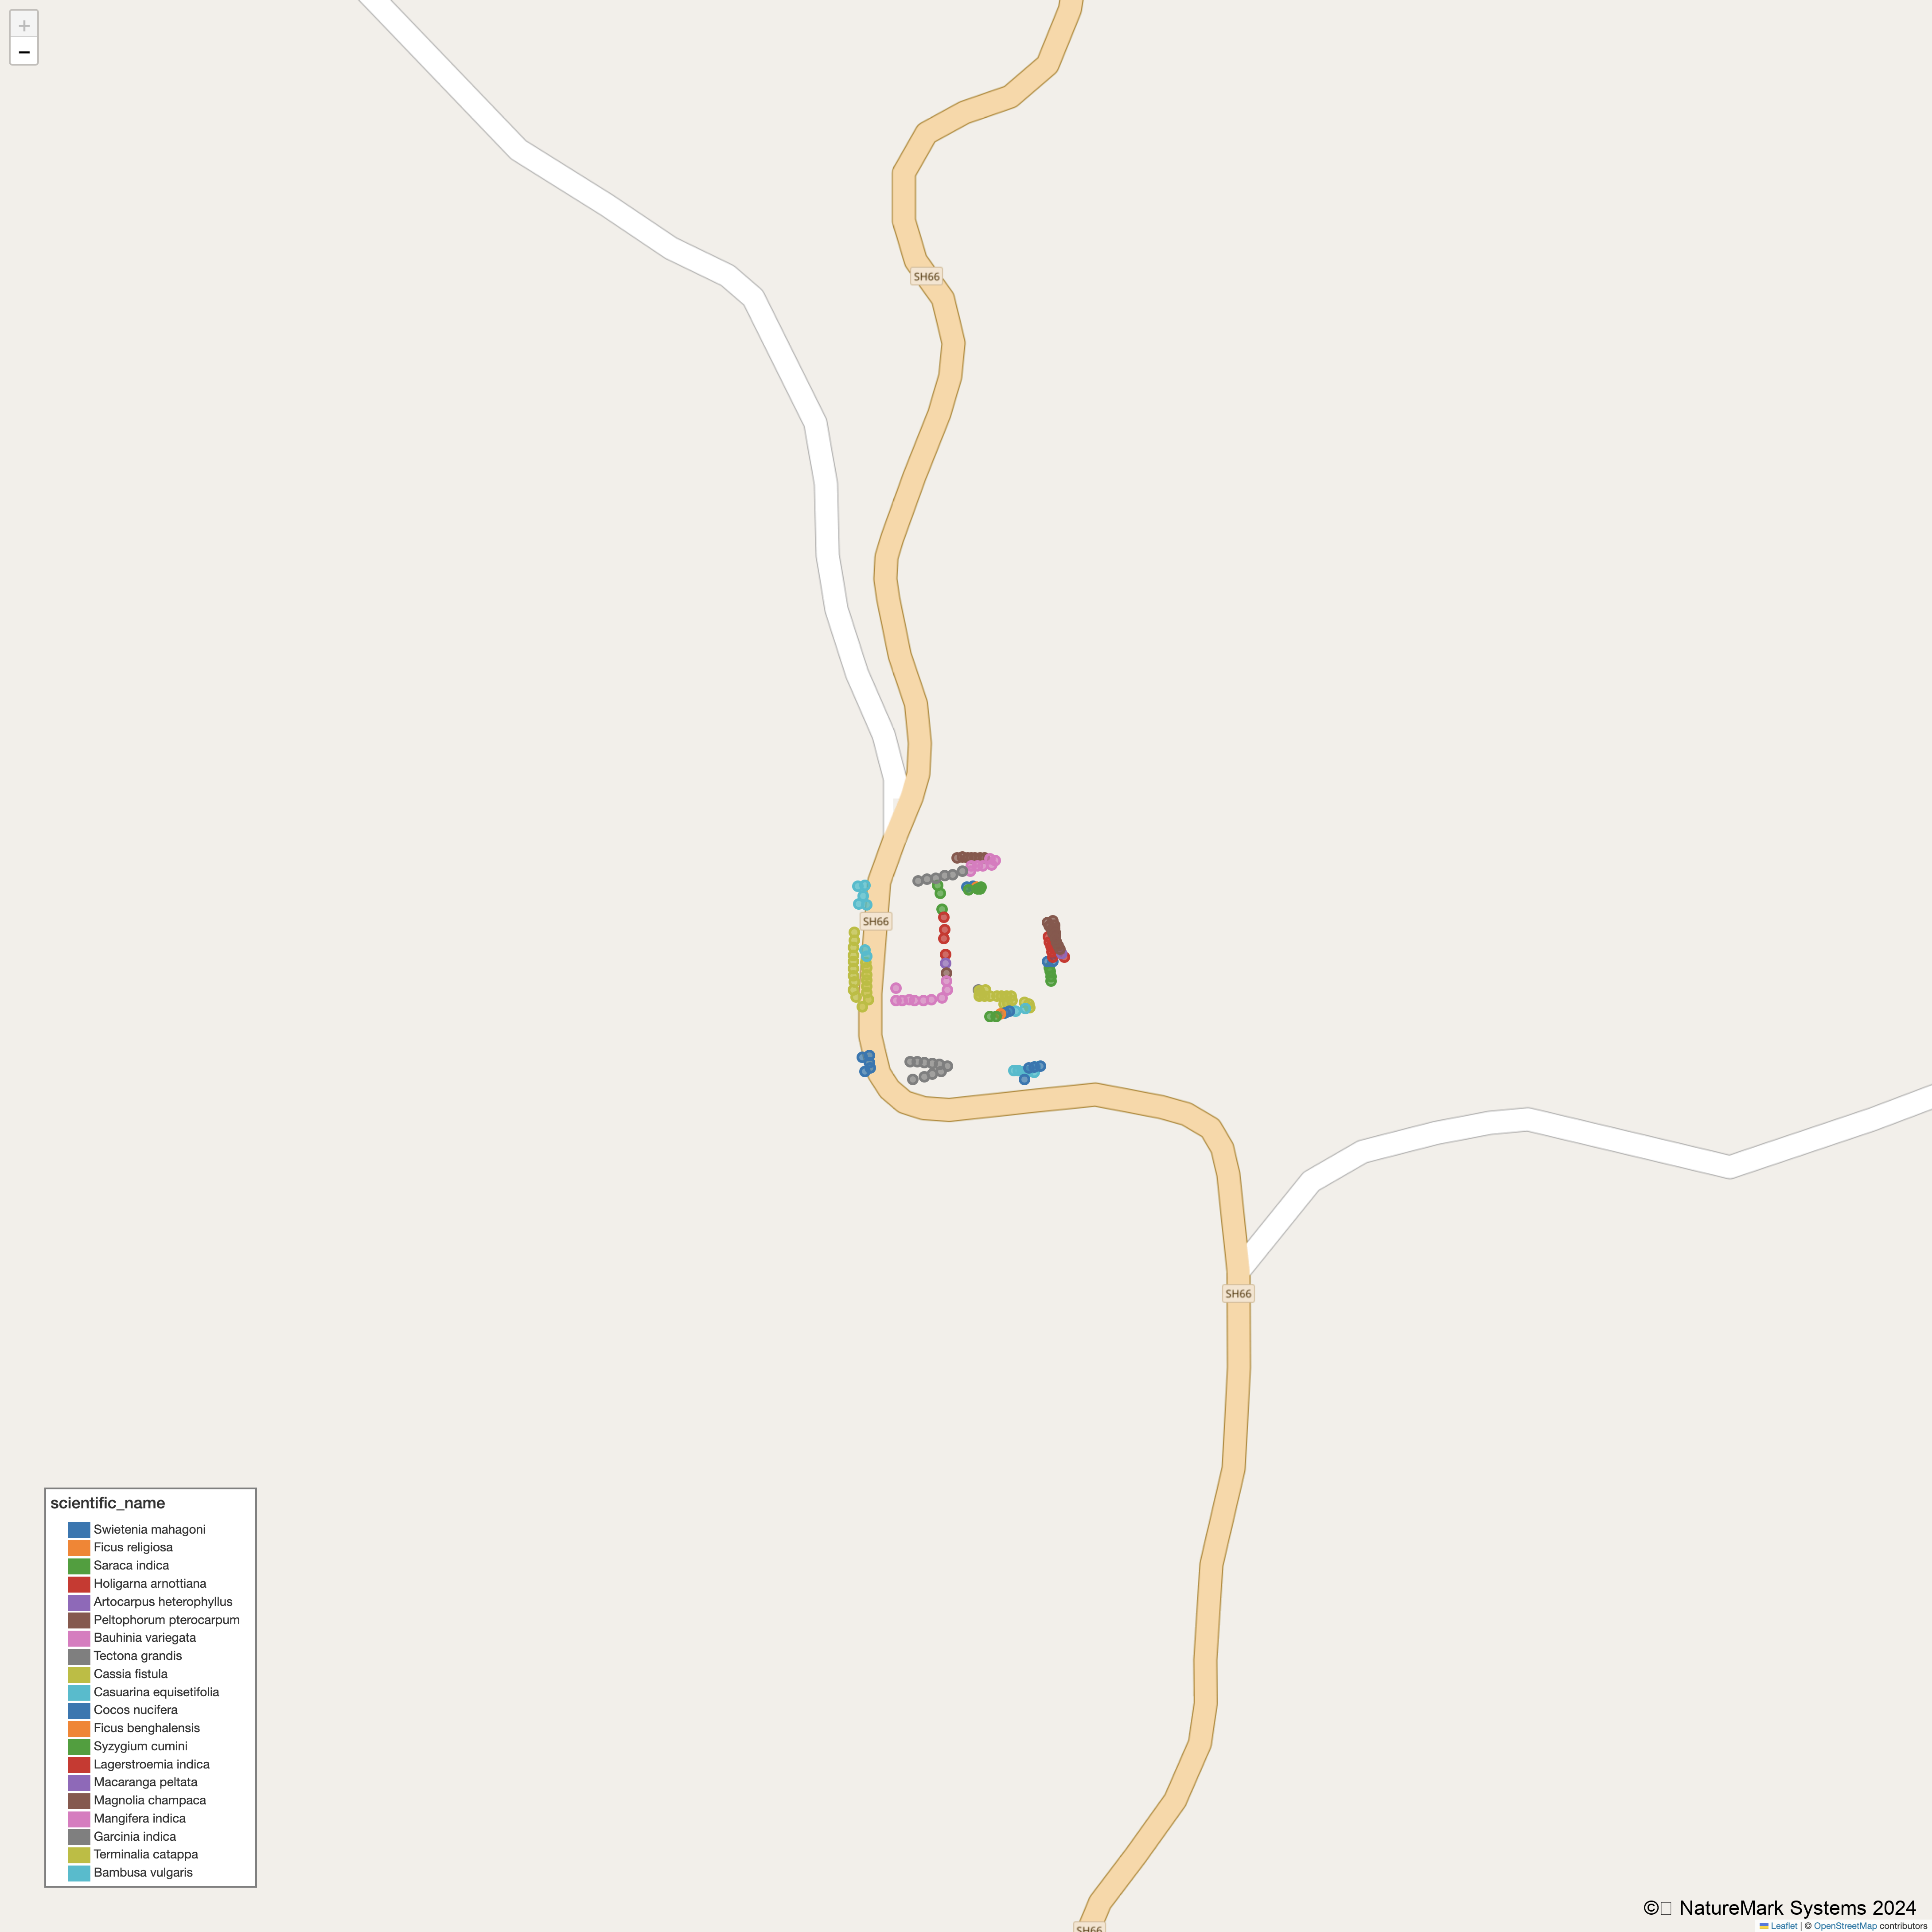 +
−
SH66
SH66
SH66
SH66
scientific_name
Swietenia mahagoni
Ficus religiosa
Saraca indica
Holigarna arnottiana
Artocarpus heterophyllus
Peltophorum pterocarpum
Bauhinia variegata
Tectona grandis
Cassia fistula
Casuarina equisetifolia
Cocos nucifera
Ficus benghalensis
Syzygium cumini
Lagerstroemia indica
Macaranga peltata
Magnolia champaca
Mangifera indica
Garcinia indica
Terminalia catappa
Bambusa vulgaris
©️ NatureMark Systems 2024
Leaflet | © OpenStreetMap contributors